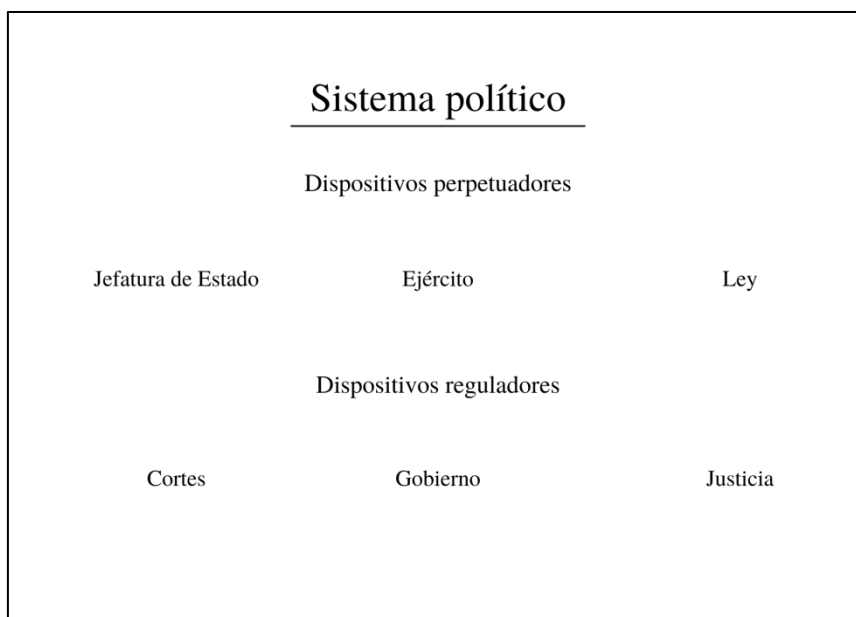 Sistema político
Dispositivos perpetuadores
Jefatura de Estado Ejército Ley
Dispositivos reguladores
Cortes Gobierno Justicia